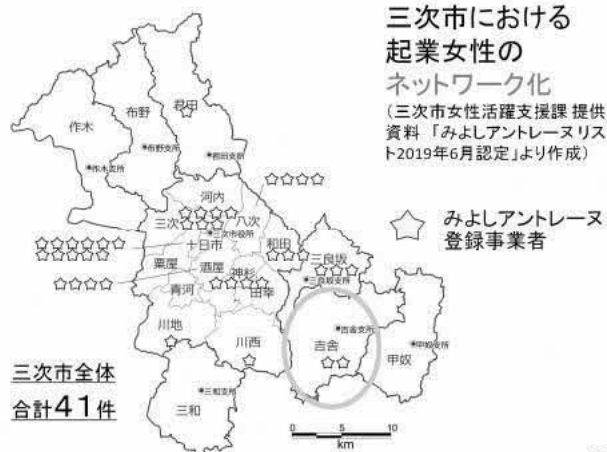 三次市における
起業女性の
ネットワーク化
(三次市女性活躍支援課 提供
資料 「みよしアントレーヌリス
ト2019年6月認定」より作成)
みよしアントレーヌ
登録事業者
君田
布野
作木
布野支所
君田支所
作木支所
河内
三次
八次
三次市役所
十日市
和田
三良坂
粟屋
酒屋
神杉
三良坂支所
青河
田幸
川地
川西
吉舎支所
吉舎
甲奴支所
甲奴
三和支所
三和
三次市全体
合計41件
0 5 10
km